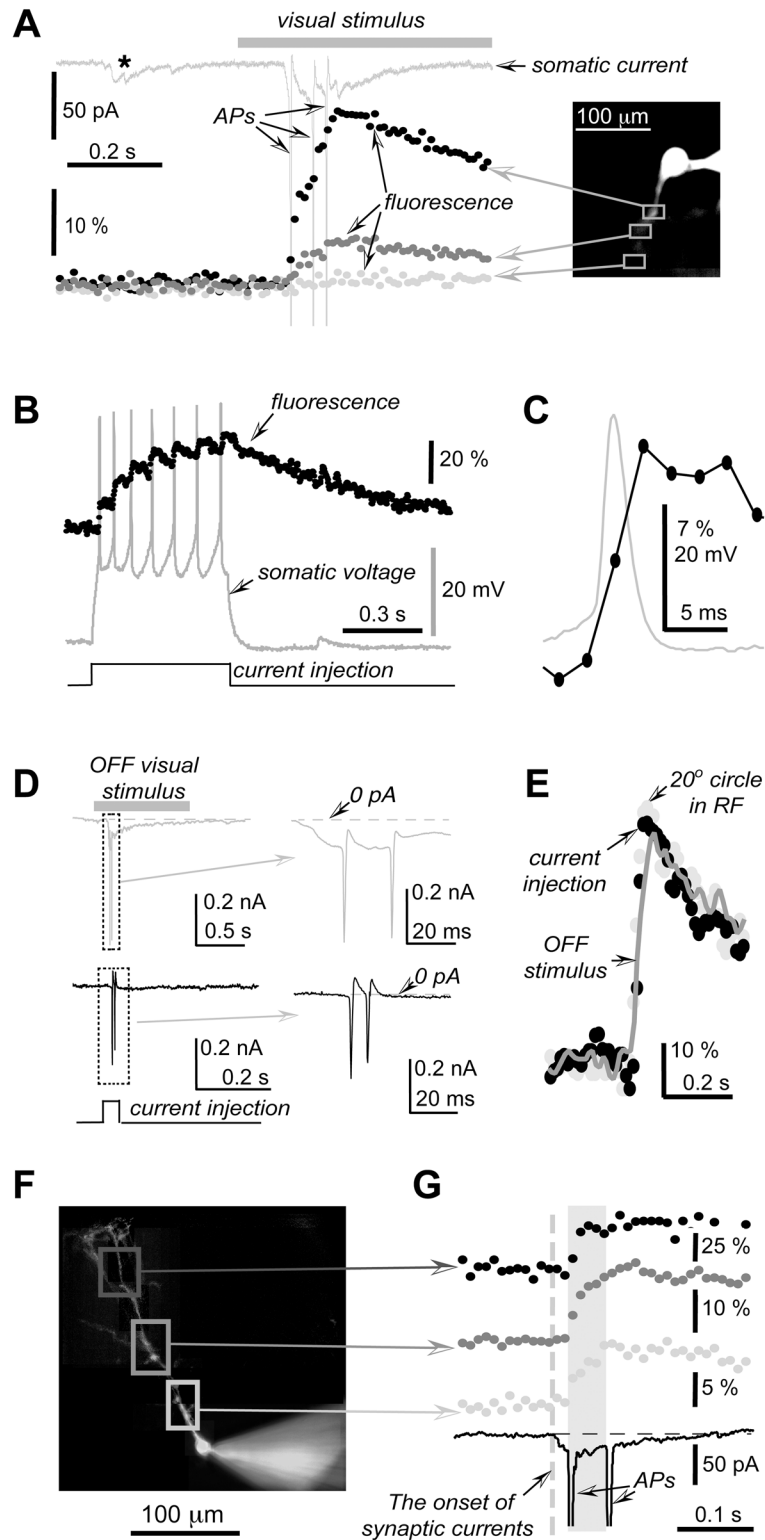 A
visual stimulus
*
somatic current
50 pA
APs
0.2 s
100 μm
10 %
fluorescence
B
fluorescence
20 %
somatic voltage
20 mV
0.3 s
current injection
C
7 %
20 mV
5 ms
D
OFF visual
stimulus
0 pA
0.2 nA
0.5 s
0.2 nA
20 ms
0 pA
0.2 nA
0.2 s
0.2 nA
20 ms
current injection
E
20° circle
in RF
current
injection
OFF
stimulus
10 %
0.2 s
F
100 μm
G
25 %
10 %
5 %
50 pA
APs
The onset of
synaptic currents
0.1 s